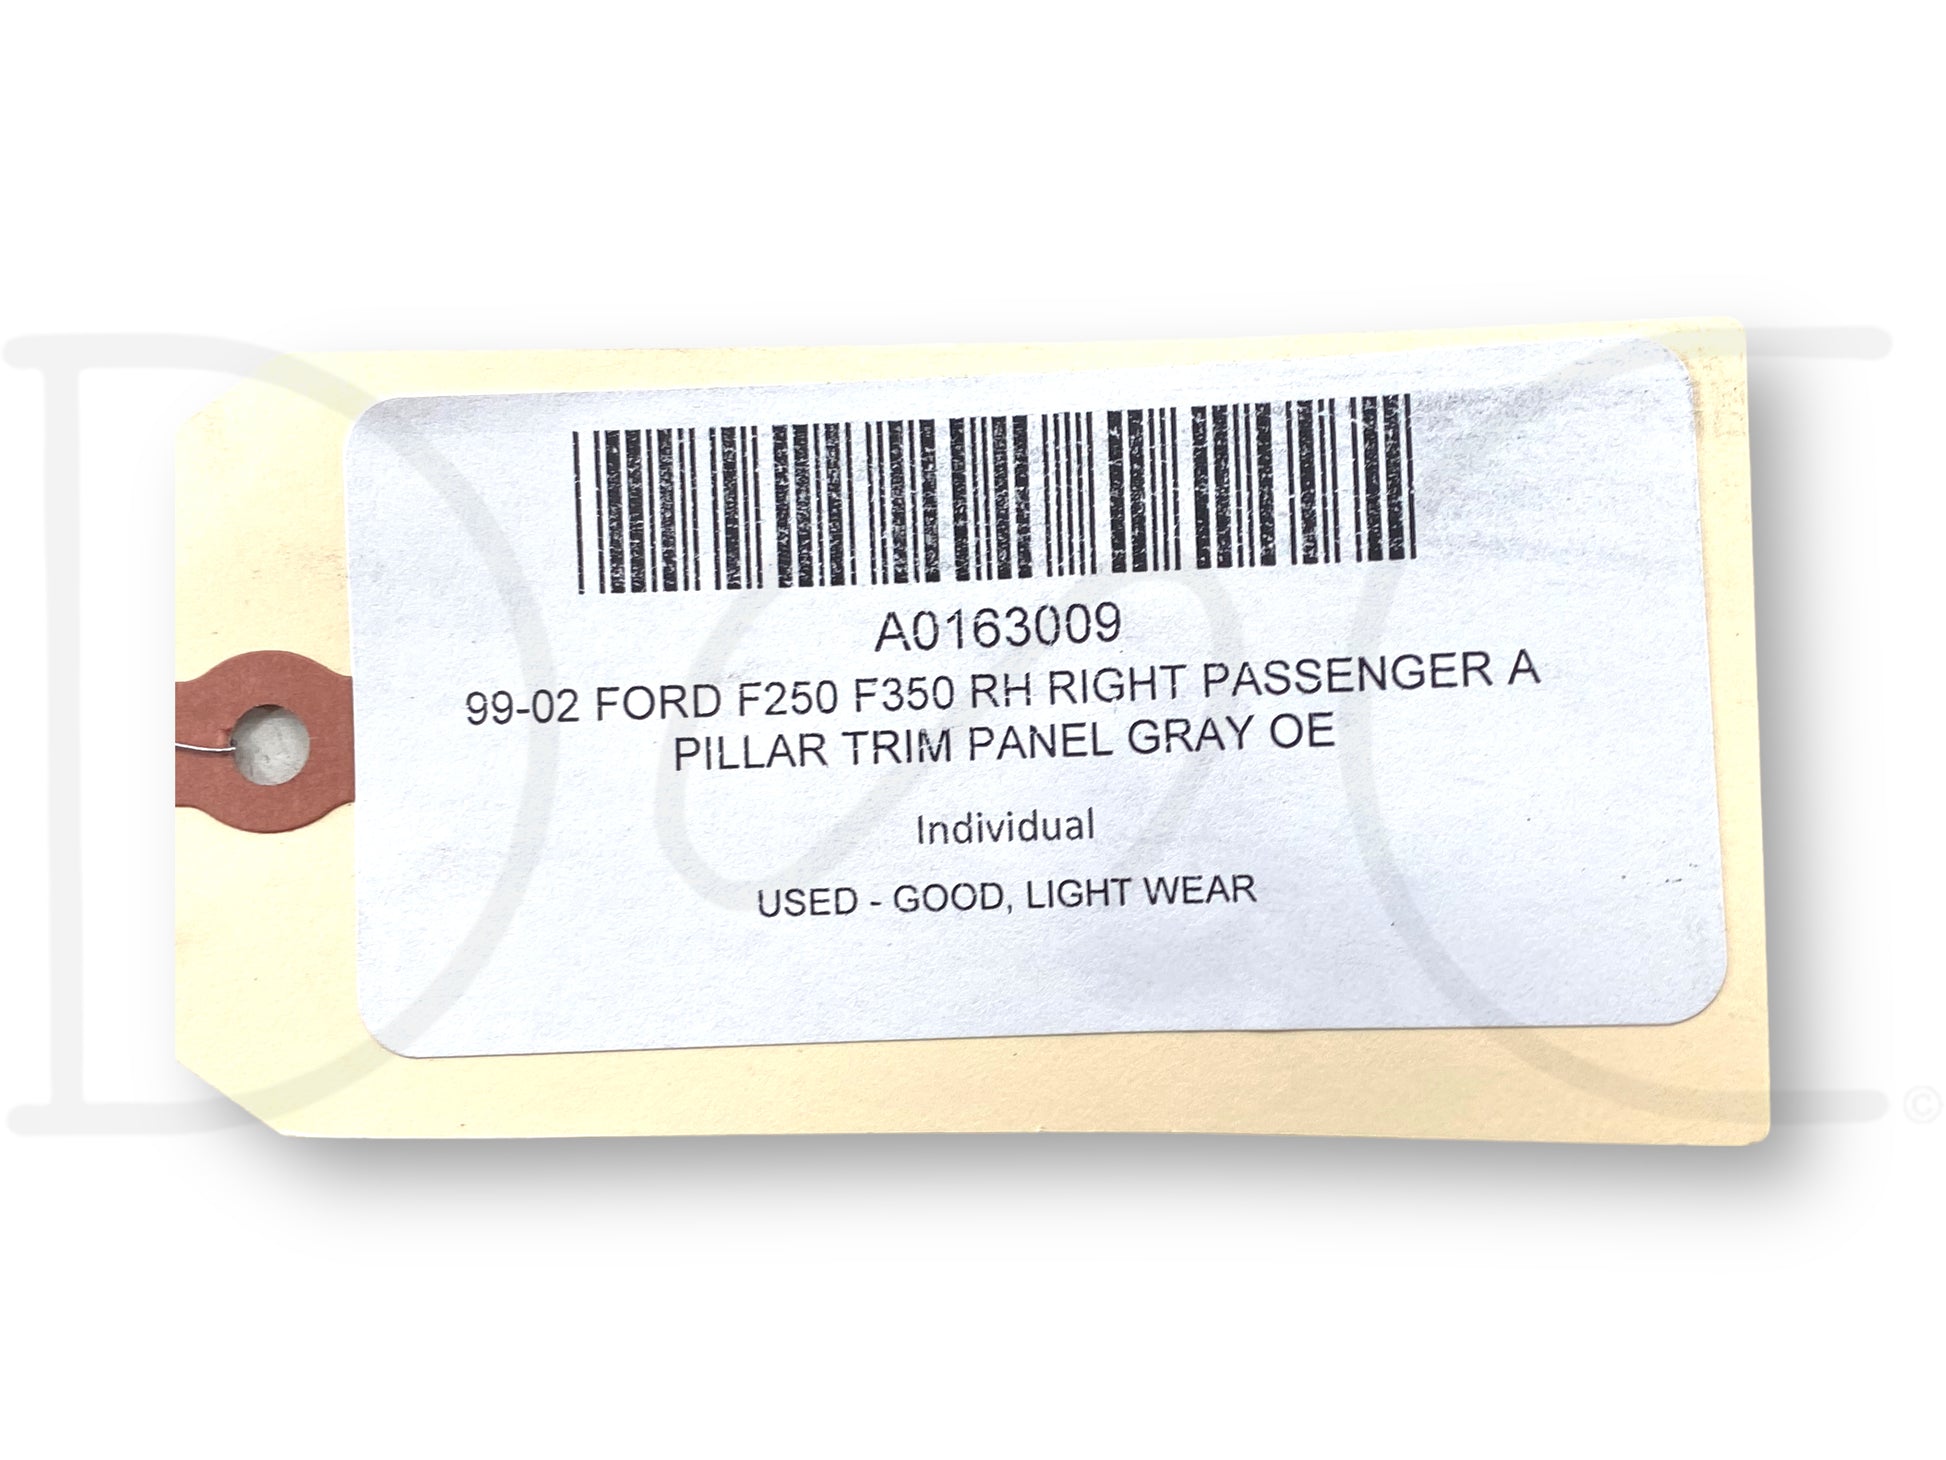 A0163009
99-02 FORD F250 F350 RH RIGHT PASSENGER A
PILLAR TRIM PANEL GRAY OE
Individual
USED - GOOD, LIGHT WEAR
©